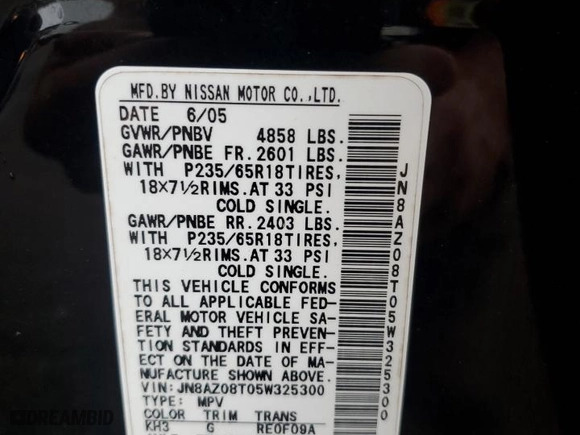 MFD.BY NISSAN MOTOR CO.,LTD.
DATE 6/05
GVWR/PNBV 4858 LBS.
GAWR/PNBE FR. 2601 LBS.
WITH P235/65R18TIRES,
18X7½RIMS.AT 33 PSI
COLD SINGLE.
GAWR/PNBE RR. 2403 LBS.
WITH P235/65R18TIRES,
18X7½RIMS.AT 33 PSI
COLD SINGLE.
THIS VEHICLE CONFORMS
TO ALL APPLICABLE FED-
ERAL MOTOR VEHICLE SA-
FETY AND THEFT PREVEN-
TION STANDARDS IN EFF-
ECT ON THE DATE OF MA-
NUFACTURE SHOWN ABOVE.
VIN:JN8AZ08T05W325300
TYPE: MPV
COLOR TRIM TRANS
KH3 G RE0F09A
JN8AZ08T05W325300
DREAMBID